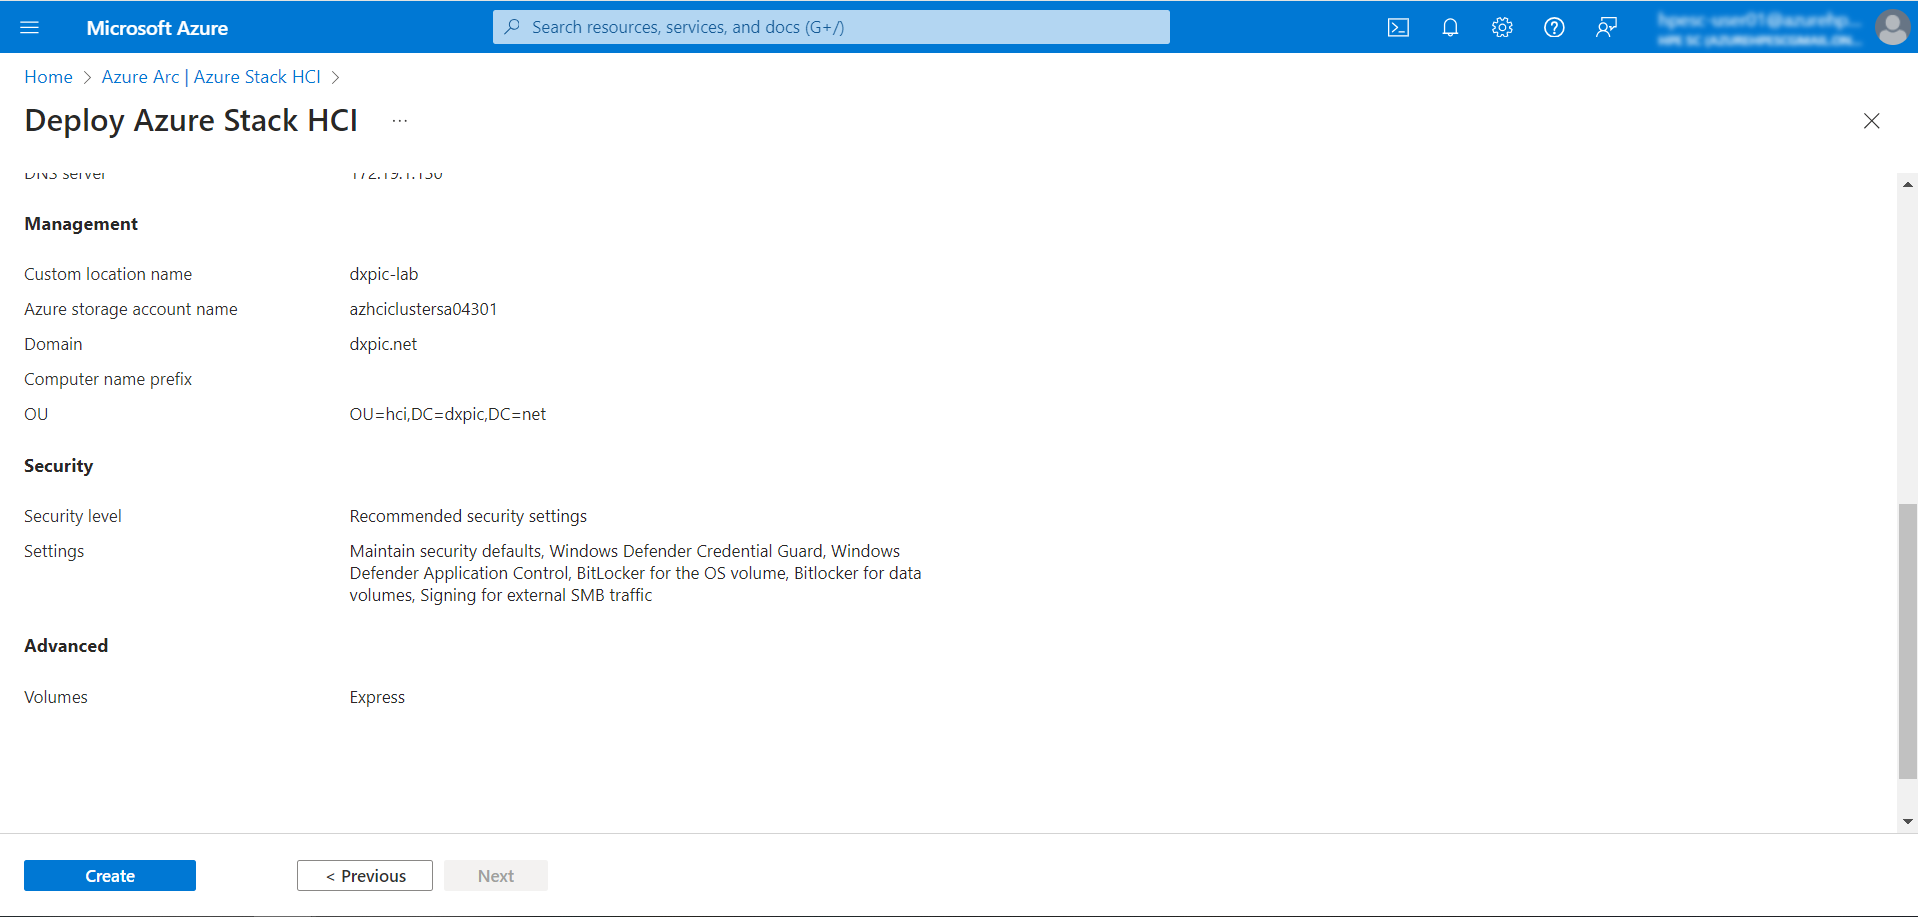 Microsoft Azure
Search resources, services, and docs (G+/)
Home > Azure Arc | Azure Stack HCI >
Deploy Azure Stack HCI ...
DNS server 172.19.1.150
Management
Custom location name dxpic-lab
Azure storage account name azhciclustersa04301
Domain dxpic.net
Computer name prefix
OU OU=hci,DC=dxpic,DC=net
Security
Security level Recommended security settings
Settings Maintain security defaults, Windows Defender Credential Guard, Windows
Defender Application Control, BitLocker for the OS volume, Bitlocker for data
volumes, Signing for external SMB traffic
Advanced
Volumes Express
Create < Previous Next